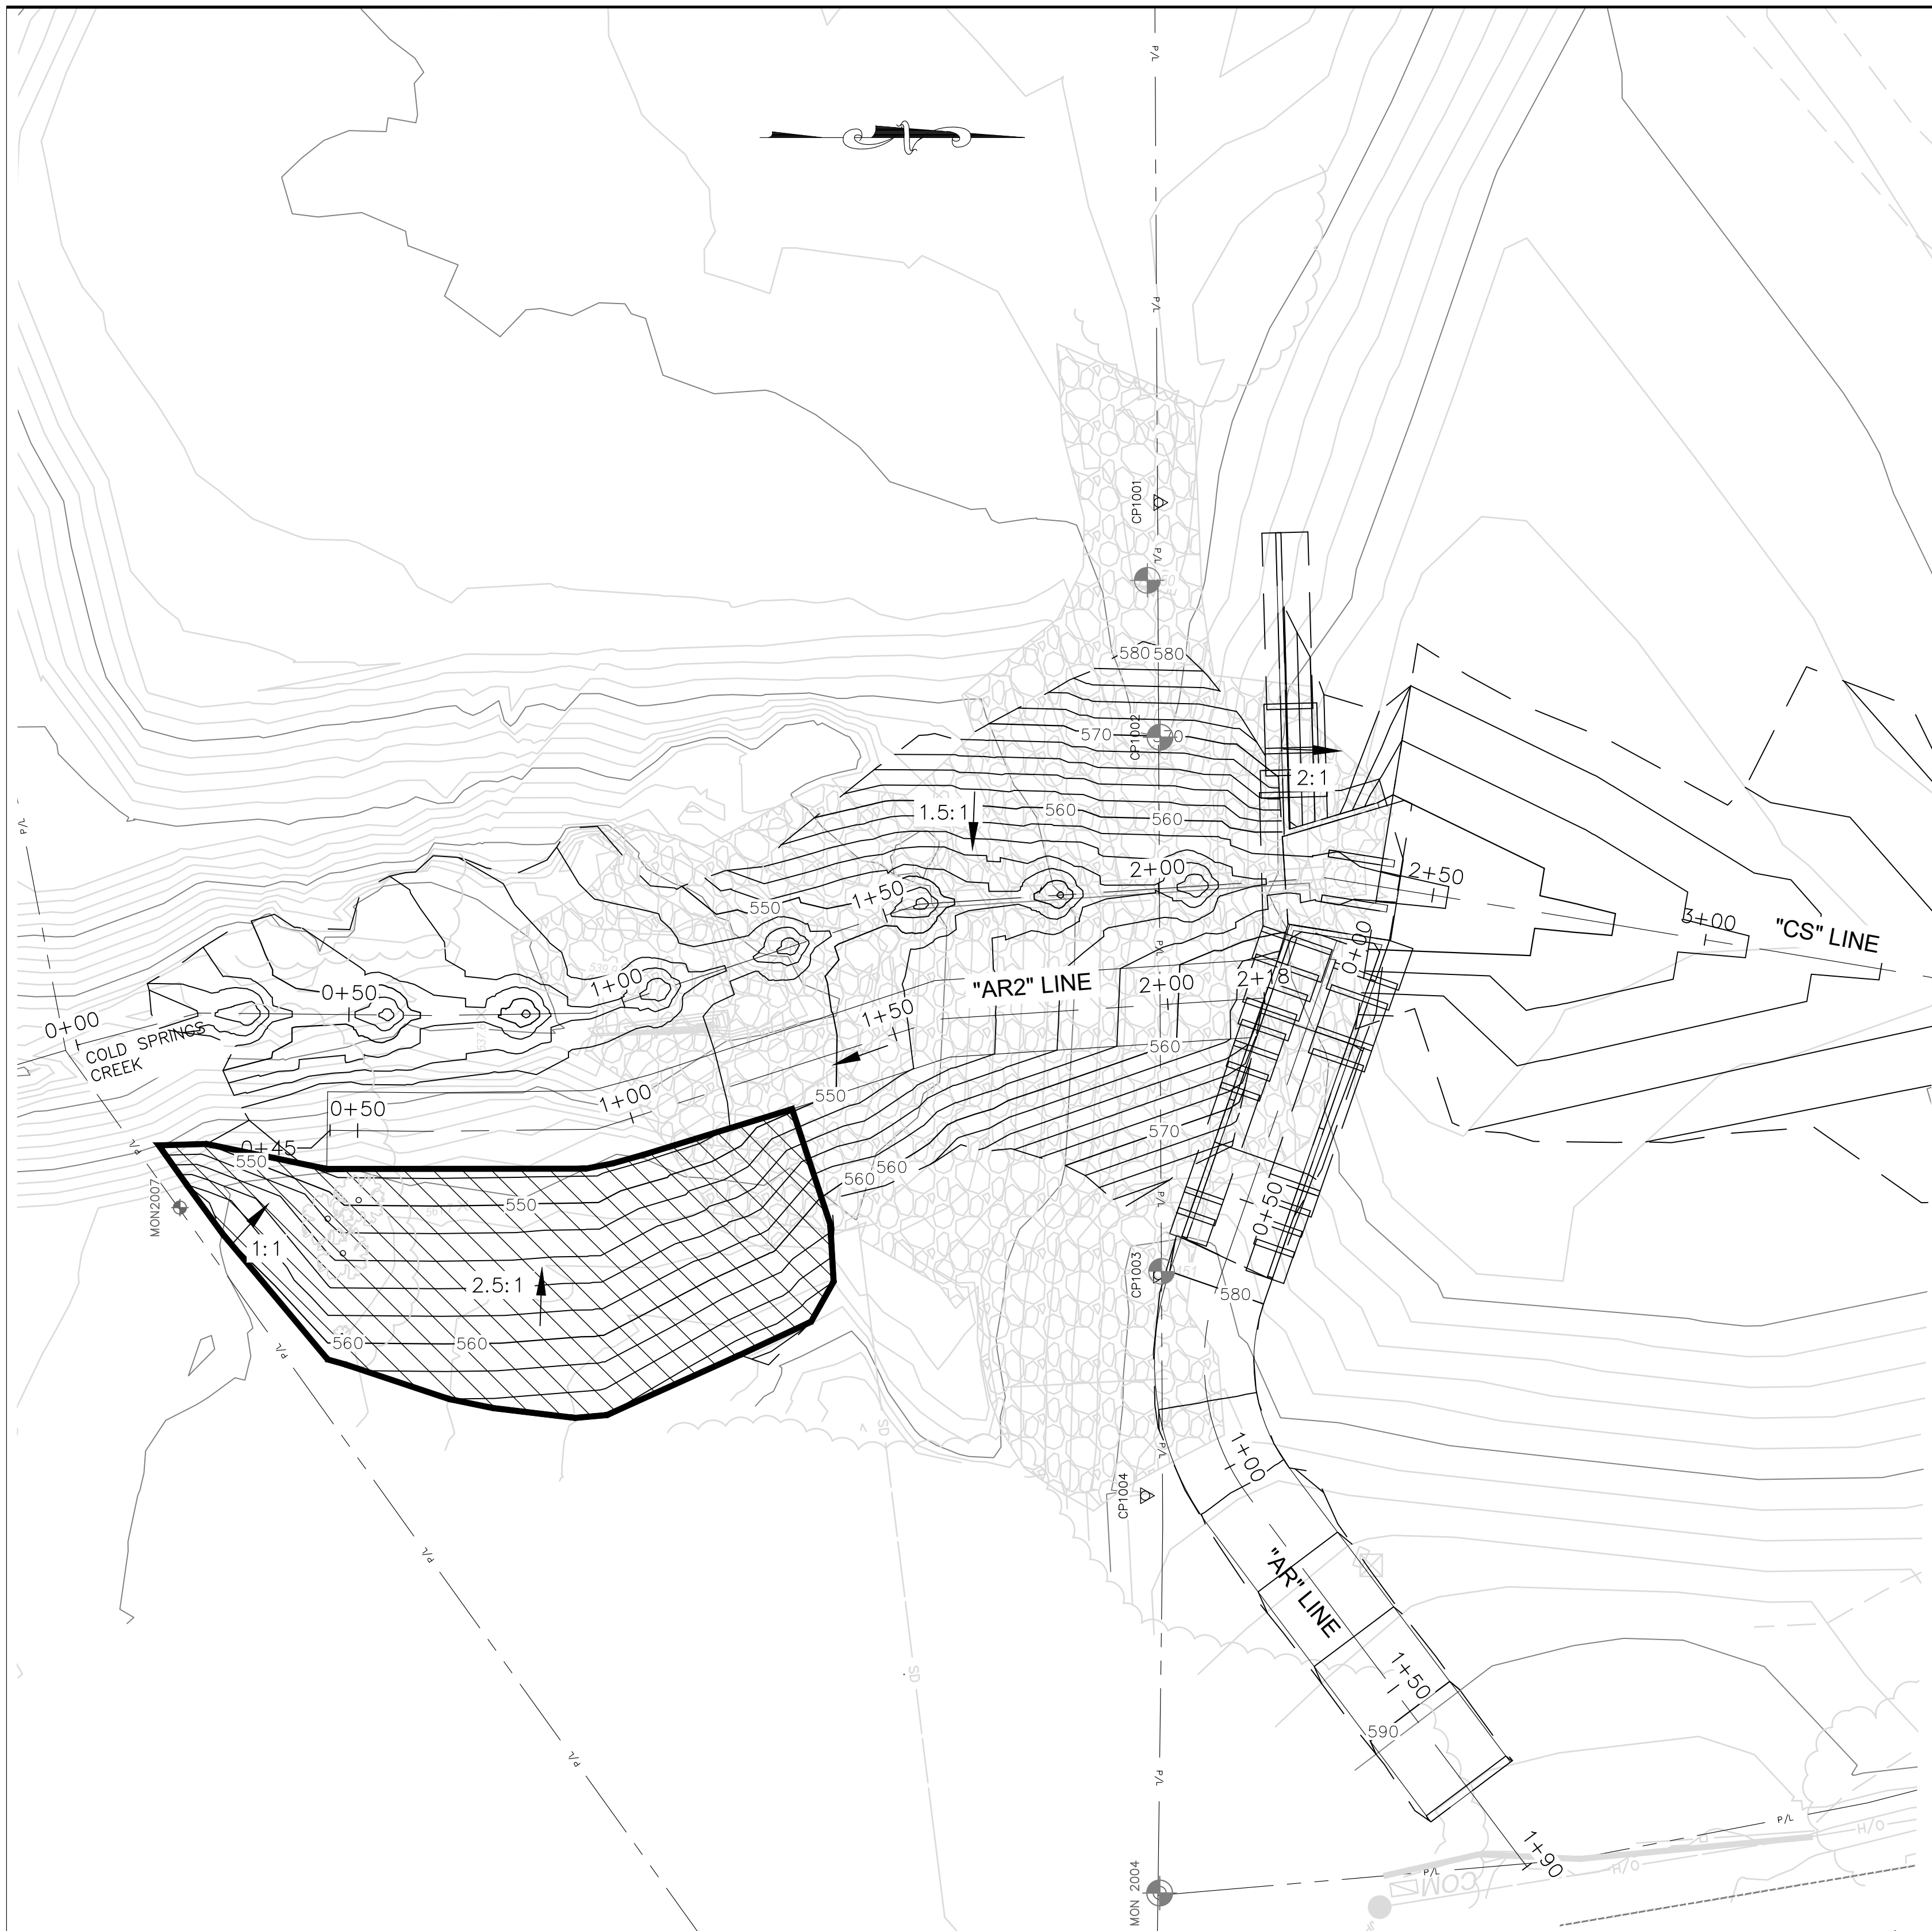 P/L
P/L
CP1001
P/L
580 580
CP1002
570
570
2:1
1.5:1
560
560
P/L
2+00
2+50
1+50
550
3+00
"CS" LINE
0+00
P/L
1+00
"AR2" LINE
2+00
2+18
0+50
0+00
COLD SPRINGS
CREEK
1+50
560
1+00
550
0+50
570
0+45
P/L
550
560
560
MON2007
550
P/L
0+50
1:1
2.5:1
CP1003
580
560
560
P/L
SD
P/L
1+00
CP1004
P/L
"AR" LINE
SD
1+50
590
P/L
P/L
P/L
H/O
1+90
H/O
P/L
COM
MON 2004